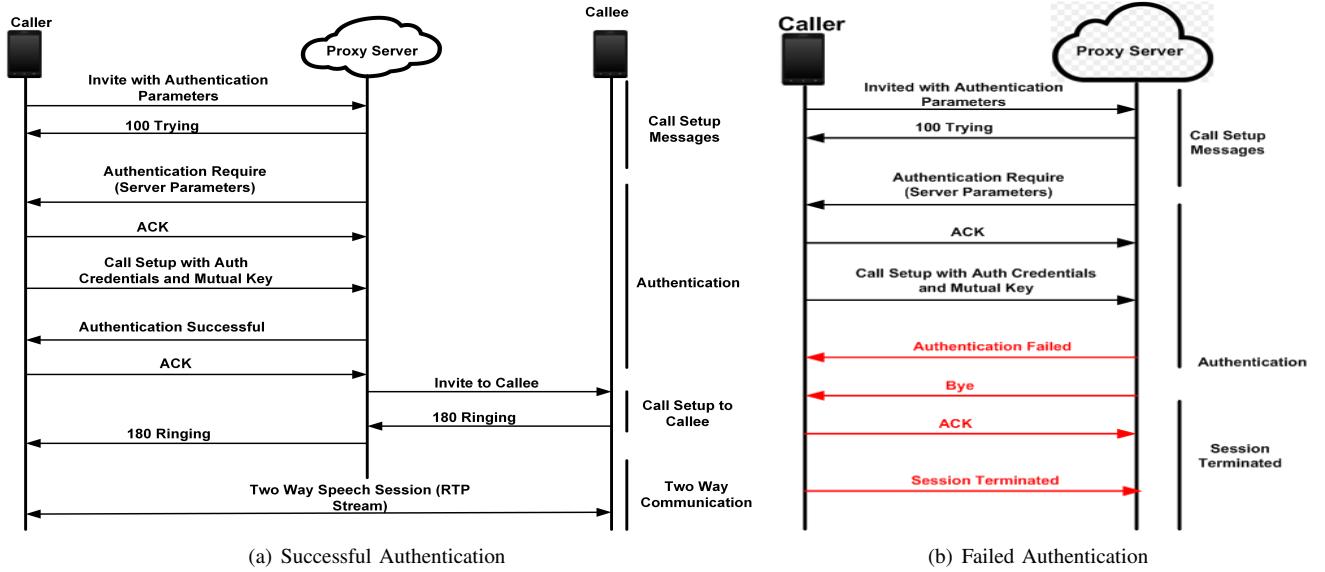 Caller
Proxy Server
Callee
Invite with Authentication
Parameters
100 Trying
Call Setup
Messages
Authentication Require
(Server Parameters)
ACK
Call Setup with Auth
Credentials and Mutual Key
Authentication
Authentication Successful
ACK
Invite to Callee
180 Ringing
Call Setup to
Callee
180 Ringing
Two Way Speech Session (RTP
Stream)
Two Way
Communication
(a) Successful Authentication
Caller
Proxy Server
Invited with Authentication
Parameters
100 Trying
Call Setup
Messages
Authentication Require
(Server Parameters)
ACK
Call Setup with Auth Credentials
and Mutual Key
Authentication Failed
Authentication
Bye
ACK
Session
Terminated
Session Terminated
(b) Failed Authentication